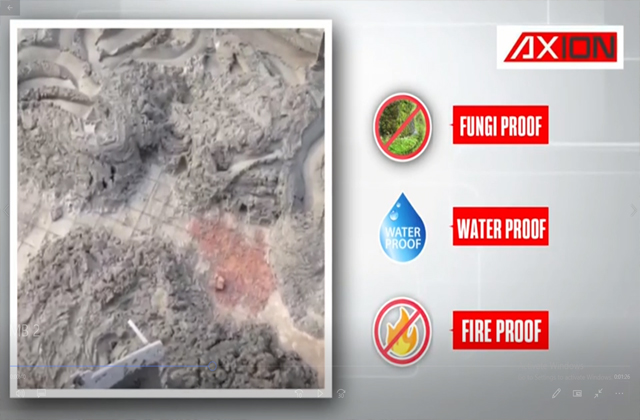 AXION
FUNGI PROOF
WATER
PROOF
WATER PROOF
FIRE PROOF